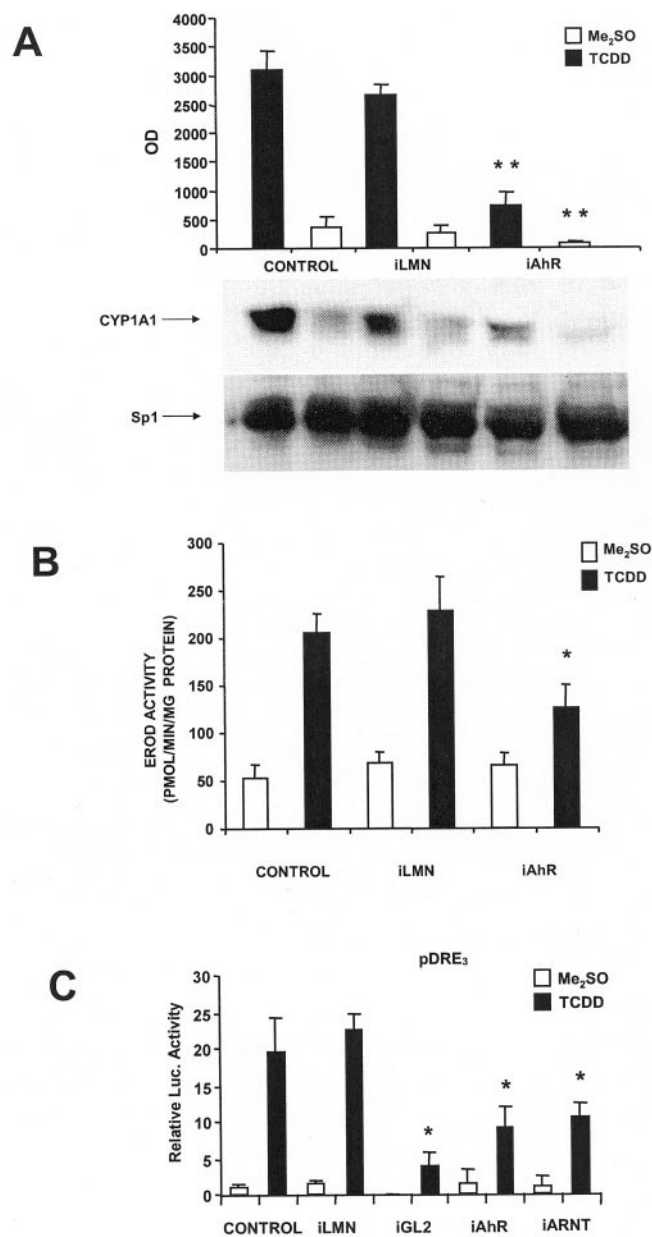 A
Me₂SO
TCDD
4000
3500
3000
2500
2000
1500
1000
500
0
OD
* *
* *
CONTROL iLMN iAhR
CYP1A1
Sp1
B
Me₂SO
TCDD
300
250
200
150
100
50
0
EROD ACTIVITY
(PMOL/MIN/MG PROTEIN)
*
CONTROL iLMN iAhR
C
pDRE₃
Me₂SO
TCDD
30
25
20
15
10
5
0
Relative Luc. Activity
*
*
*
CONTROL iLMN iGL2 iAhR iARNT